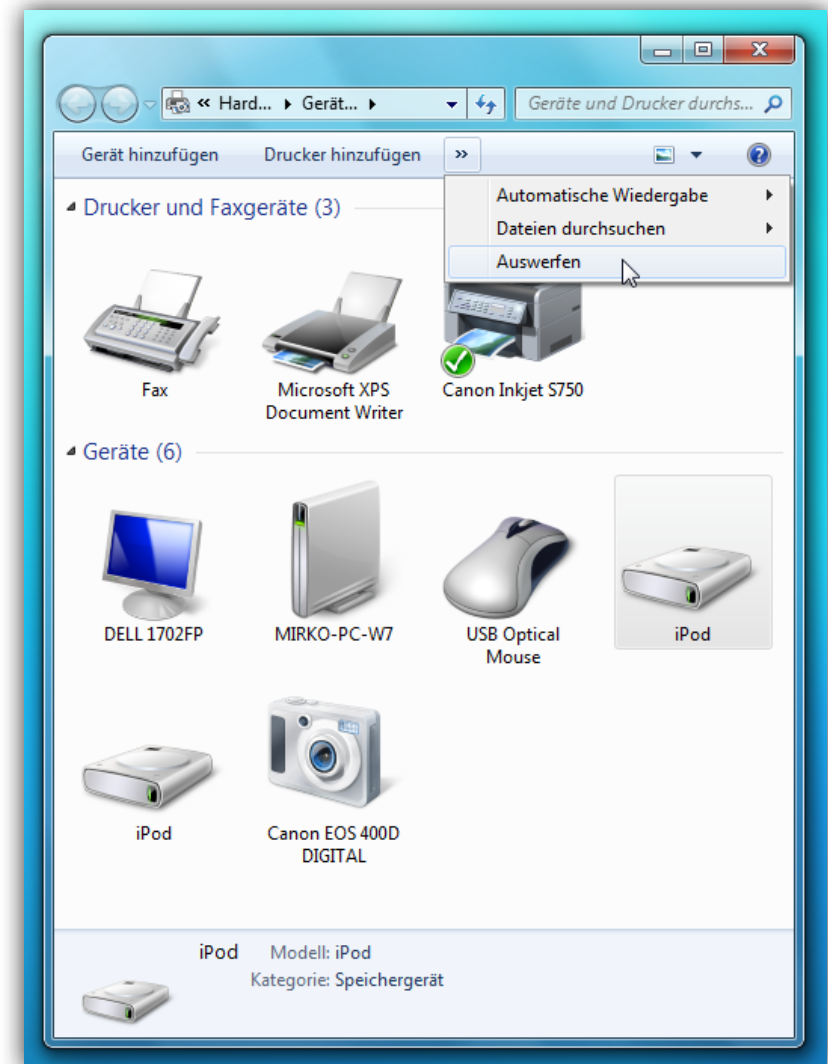 « Hard... Gerät...
Geräte und Drucker durchs...
Gerät hinzufügen Drucker hinzufügen »
Automatische Wiedergabe
Dateien durchsuchen
Auswerfen
Drucker und Faxgeräte (3)
Fax
Microsoft XPS
Document Writer
Canon Inkjet S750
Geräte (6)
DELL 1702FP
MIRKO-PC-W7
USB Optical
Mouse
iPod
iPod
Canon EOS 400D
DIGITAL
iPod Modell: iPod
Kategorie: Speichergerät